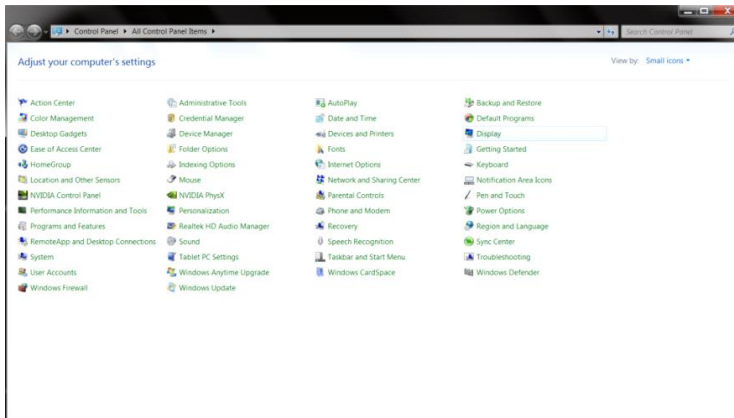 Control Panel ▸ All Control Panel Items ▸
Search Control Panel
Adjust your computer's settings
View by: Small icons
Action Center
Administrative Tools
AutoPlay
Backup and Restore
Color Management
Credential Manager
Date and Time
Default Programs
Desktop Gadgets
Device Manager
Devices and Printers
Display
Ease of Access Center
Folder Options
Fonts
Getting Started
HomeGroup
Indexing Options
Internet Options
Keyboard
Location and Other Sensors
Mouse
Network and Sharing Center
Notification Area Icons
NVIDIA Control Panel
NVIDIA PhysX
Parental Controls
Pen and Touch
Performance Information and Tools
Personalization
Phone and Modem
Power Options
Programs and Features
Realtek HD Audio Manager
Recovery
Region and Language
RemoteApp and Desktop Connections
Sound
Speech Recognition
Sync Center
System
Tablet PC Settings
Taskbar and Start Menu
Troubleshooting
User Accounts
Windows Anytime Upgrade
Windows CardSpace
Windows Defender
Windows Firewall
Windows Update